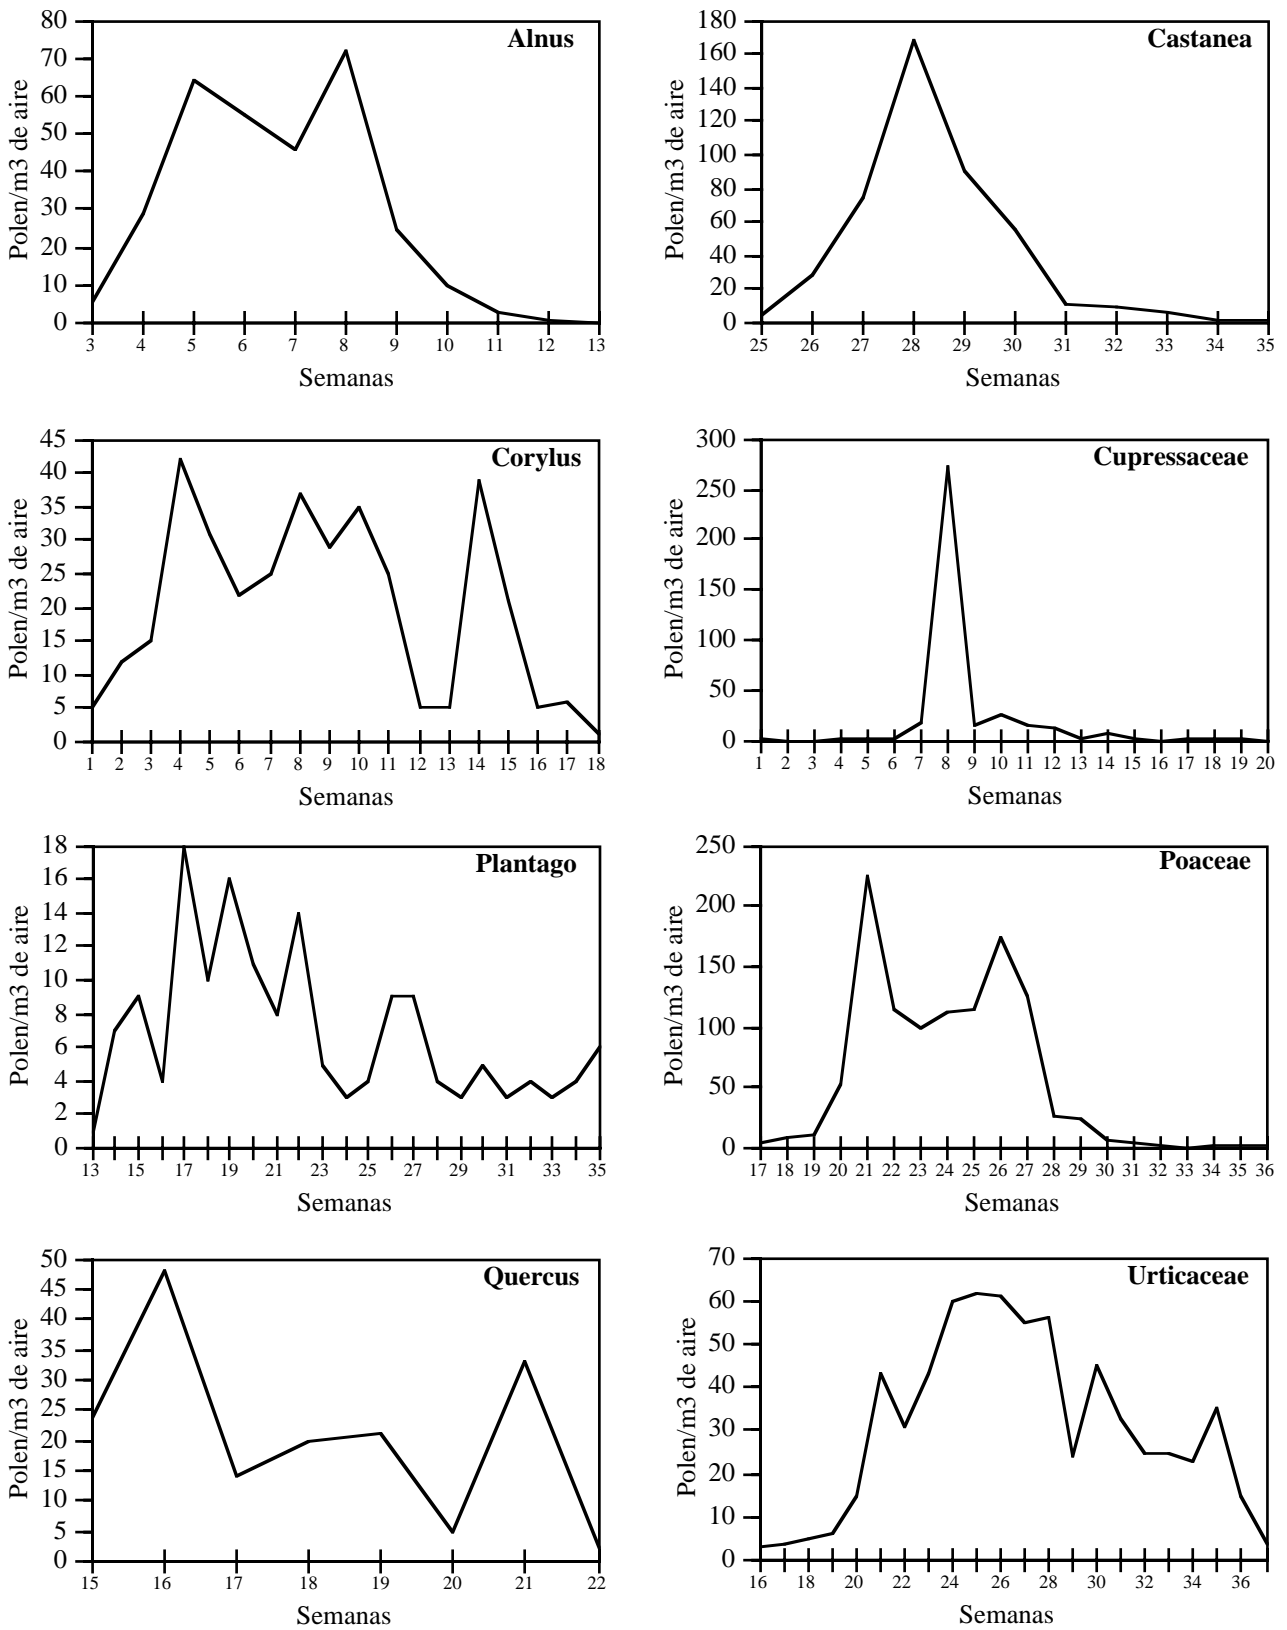 Alnus
Polen/m3 de aire
80
70
60
50
40
30
20
10
0
3 4 5 6 7 8 9 10 11 12 13
Semanas
Castanea
Polen/m3 de aire
180
160
140
120
100
80
60
40
20
0
25 26 27 28 29 30 31 32 33 34 35
Semanas
Corylus
Polen/m3 de aire
45
40
35
30
25
20
15
10
5
0
1 2 3 4 5 6 7 8 9 10 11 12 13 14 15 16 17 18
Semanas
Cupressaceae
Polen/m3 de aire
300
250
200
150
100
50
0
1 2 3 4 5 6 7 8 9 10 11 12 13 14 15 16 17 18 19 20
Semanas
Plantago
Polen/m3 de aire
18
16
14
12
10
8
6
4
2
0
13 15 17 19 21 23 25 27 29 31 33 35
Semanas
Poaceae
Polen/m3 de aire
250
200
150
100
50
0
17 18 19 20 21 22 23 24 25 26 27 28 29 30 31 32 33 34 35 36
Semanas
Quercus
Polen/m3 de aire
50
45
40
35
30
25
20
15
10
5
0
15 16 17 18 19 20 21 22
Semanas
Urticaceae
Polen/m3 de aire
70
60
50
40
30
20
10
0
16 18 20 22 24 26 28 30 32 34 36
Semanas